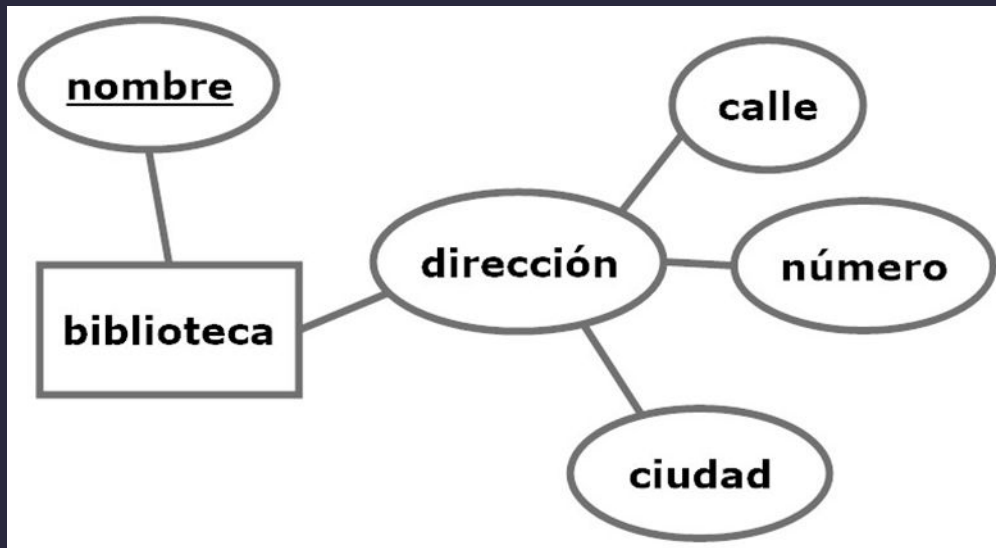 nombre
calle
dirección
número
biblioteca
ciudad